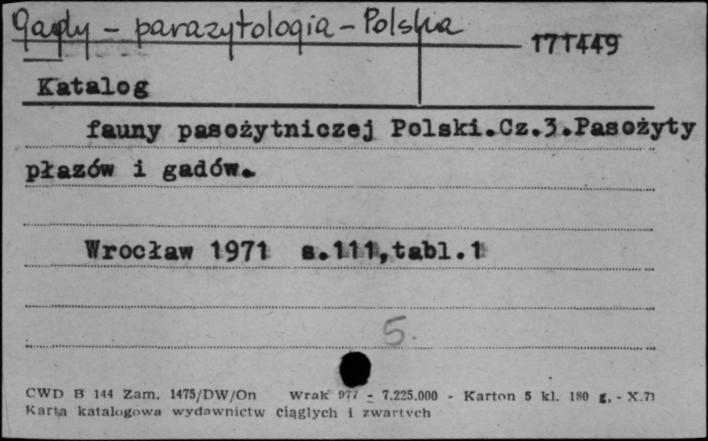 Gady - parazytologia - Polska
171449
Katalog
fauny pasożytniczej Polski.Cz.3.Pasożyty
płazów i gadów.
Wrocław 1971 s.111,tabl.1
5.
CWD B 144 Zam. 1475/DW/On Wrak 977 - 7.225.000 - Karton 5 kl. 180 g. - X.71
Karta katalogowa wydawnictw ciągłych i zwartych